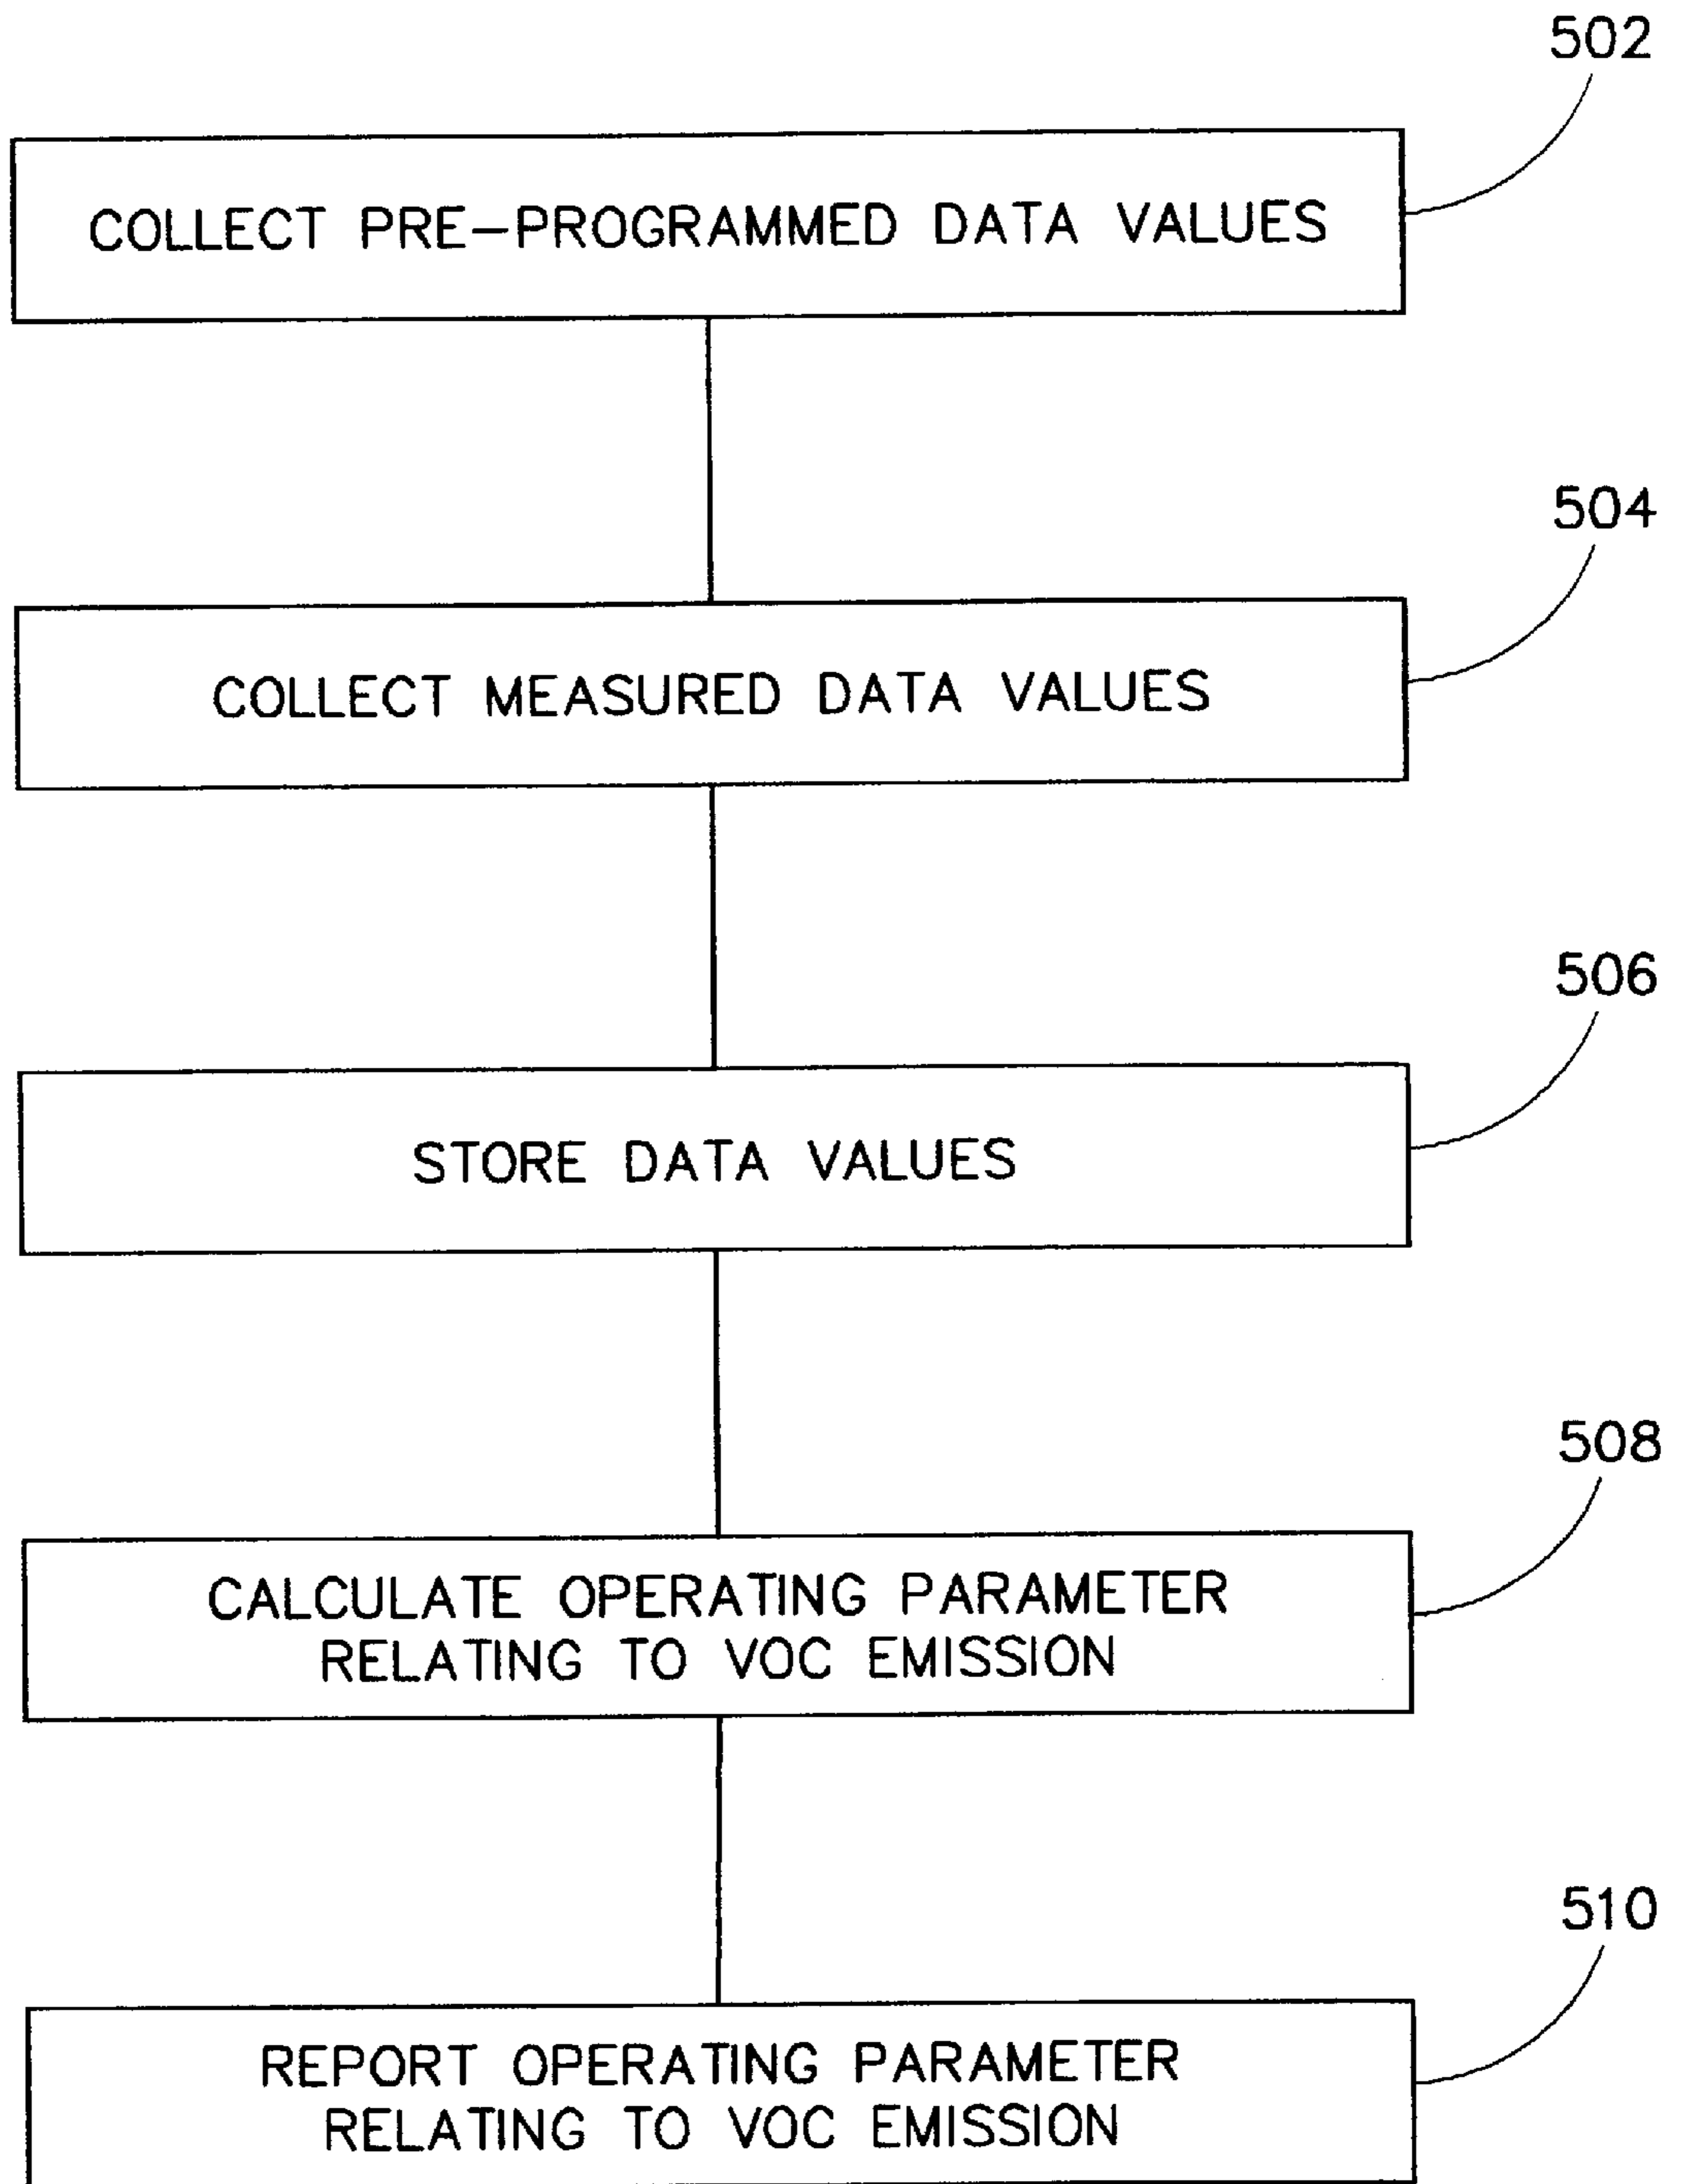 502
COLLECT PRE-PROGRAMMED DATA VALUES
504
COLLECT MEASURED DATA VALUES
506
STORE DATA VALUES
508
CALCULATE OPERATING PARAMETER
RELATING TO VOC EMISSION
510
REPORT OPERATING PARAMETER
RELATING TO VOC EMISSION